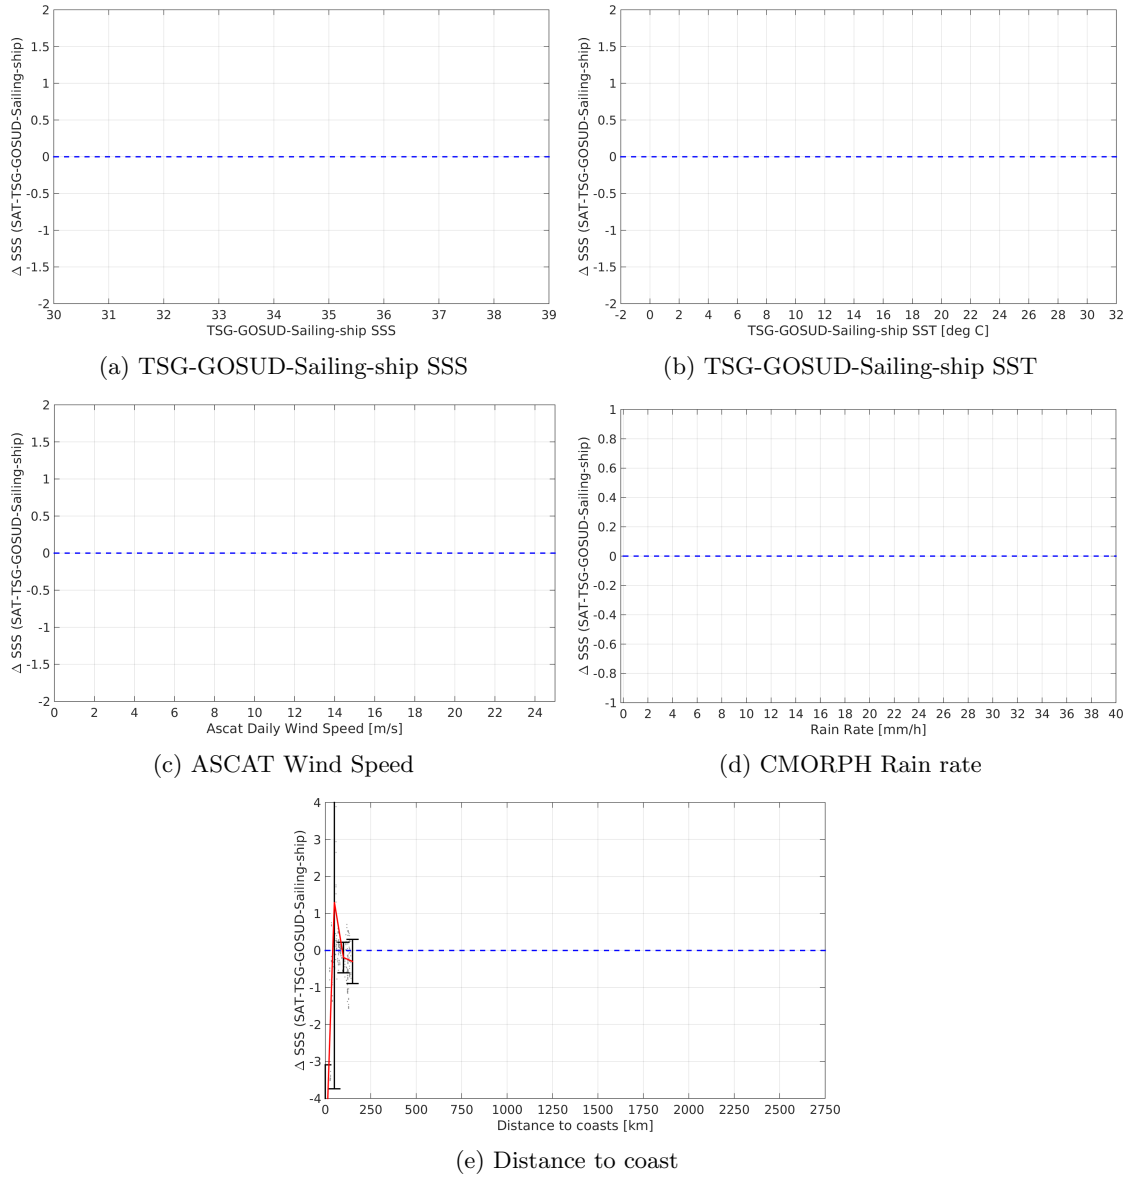 2
1.5
1
0.5
0
-0.5
-1
-1.5
-2
30 31 32 33 34 35 36 37 38 39
Δ SSS (SAT-TSG-GOSUD-Sailing-ship)
TSG-GOSUD-Sailing-ship SSS
(a) TSG-GOSUD-Sailing-ship SSS
2
1.5
1
0.5
0
-0.5
-1
-1.5
-2
-2 0 2 4 6 8 10 12 14 16 18 20 22 24 26 28 30 32
Δ SSS (SAT-TSG-GOSUD-Sailing-ship)
TSG-GOSUD-Sailing-ship SST [deg C]
(b) TSG-GOSUD-Sailing-ship SST
2
1.5
1
0.5
0
-0.5
-1
-1.5
-2
0 2 4 6 8 10 12 14 16 18 20 22 24
Δ SSS (SAT-TSG-GOSUD-Sailing-ship)
Ascat Daily Wind Speed [m/s]
(c) ASCAT Wind Speed
1
0.8
0.6
0.4
0.2
0
-0.2
-0.4
-0.6
-0.8
-1
0 2 4 6 8 10 12 14 16 18 20 22 24 26 28 30 32 34 36 38 40
Δ SSS (SAT-TSG-GOSUD-Sailing-ship)
Rain Rate [mm/h]
(d) CMORPH Rain rate
4
3
2
1
0
-1
-2
-3
-4
0 250 500 750 1000 1250 1500 1750 2000 2250 2500 2750
Δ SSS (SAT-TSG-GOSUD-Sailing-ship)
Distance to coasts [km]
(e) Distance to coast